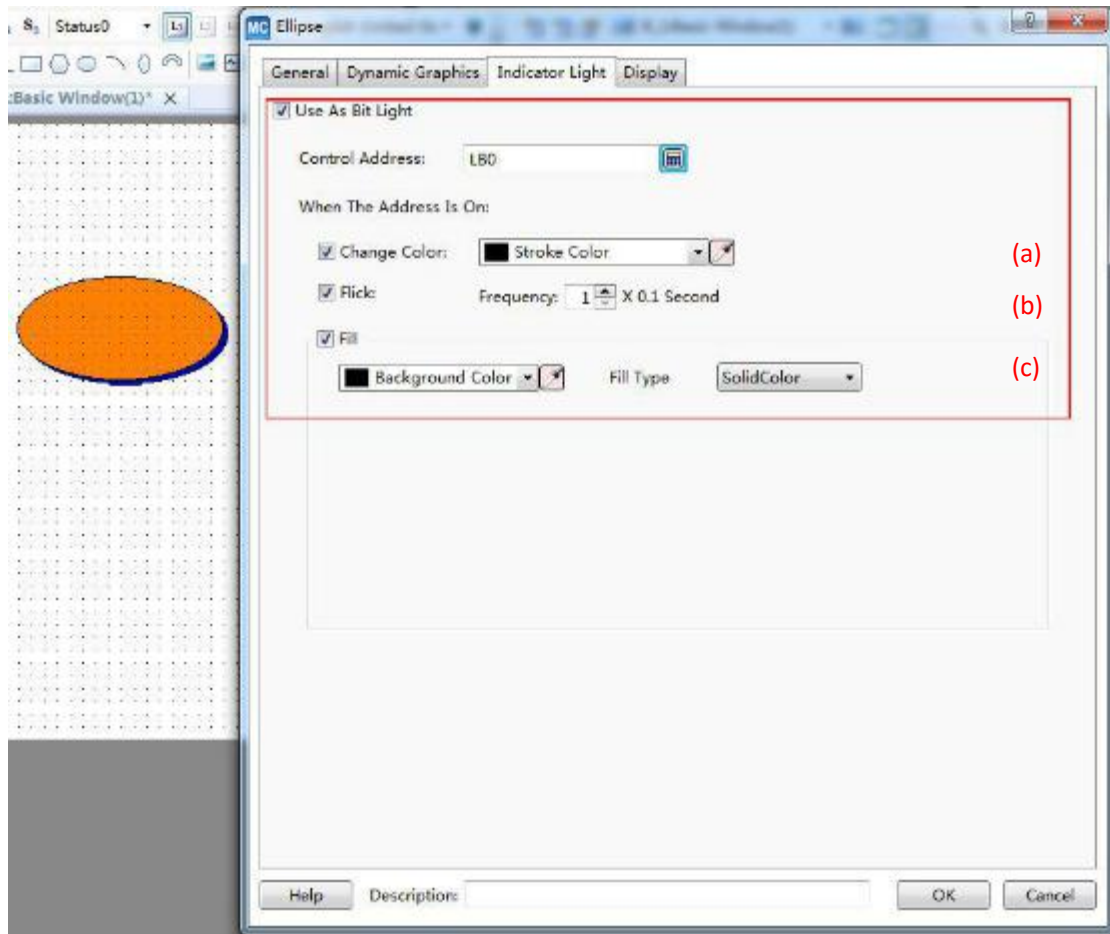 S₁ Status0
MC Ellipse
:Basic Window(1)* X
General Dynamic Graphics Indicator Light Display
Use As Bit Light
Control Address: LB0
When The Address Is On:
Change Color: Stroke Color (a)
Flick: Frequency: 1 X 0.1 Second (b)
Fill
Background Color Fill Type SolidColor (c)
Help Description: OK Cancel